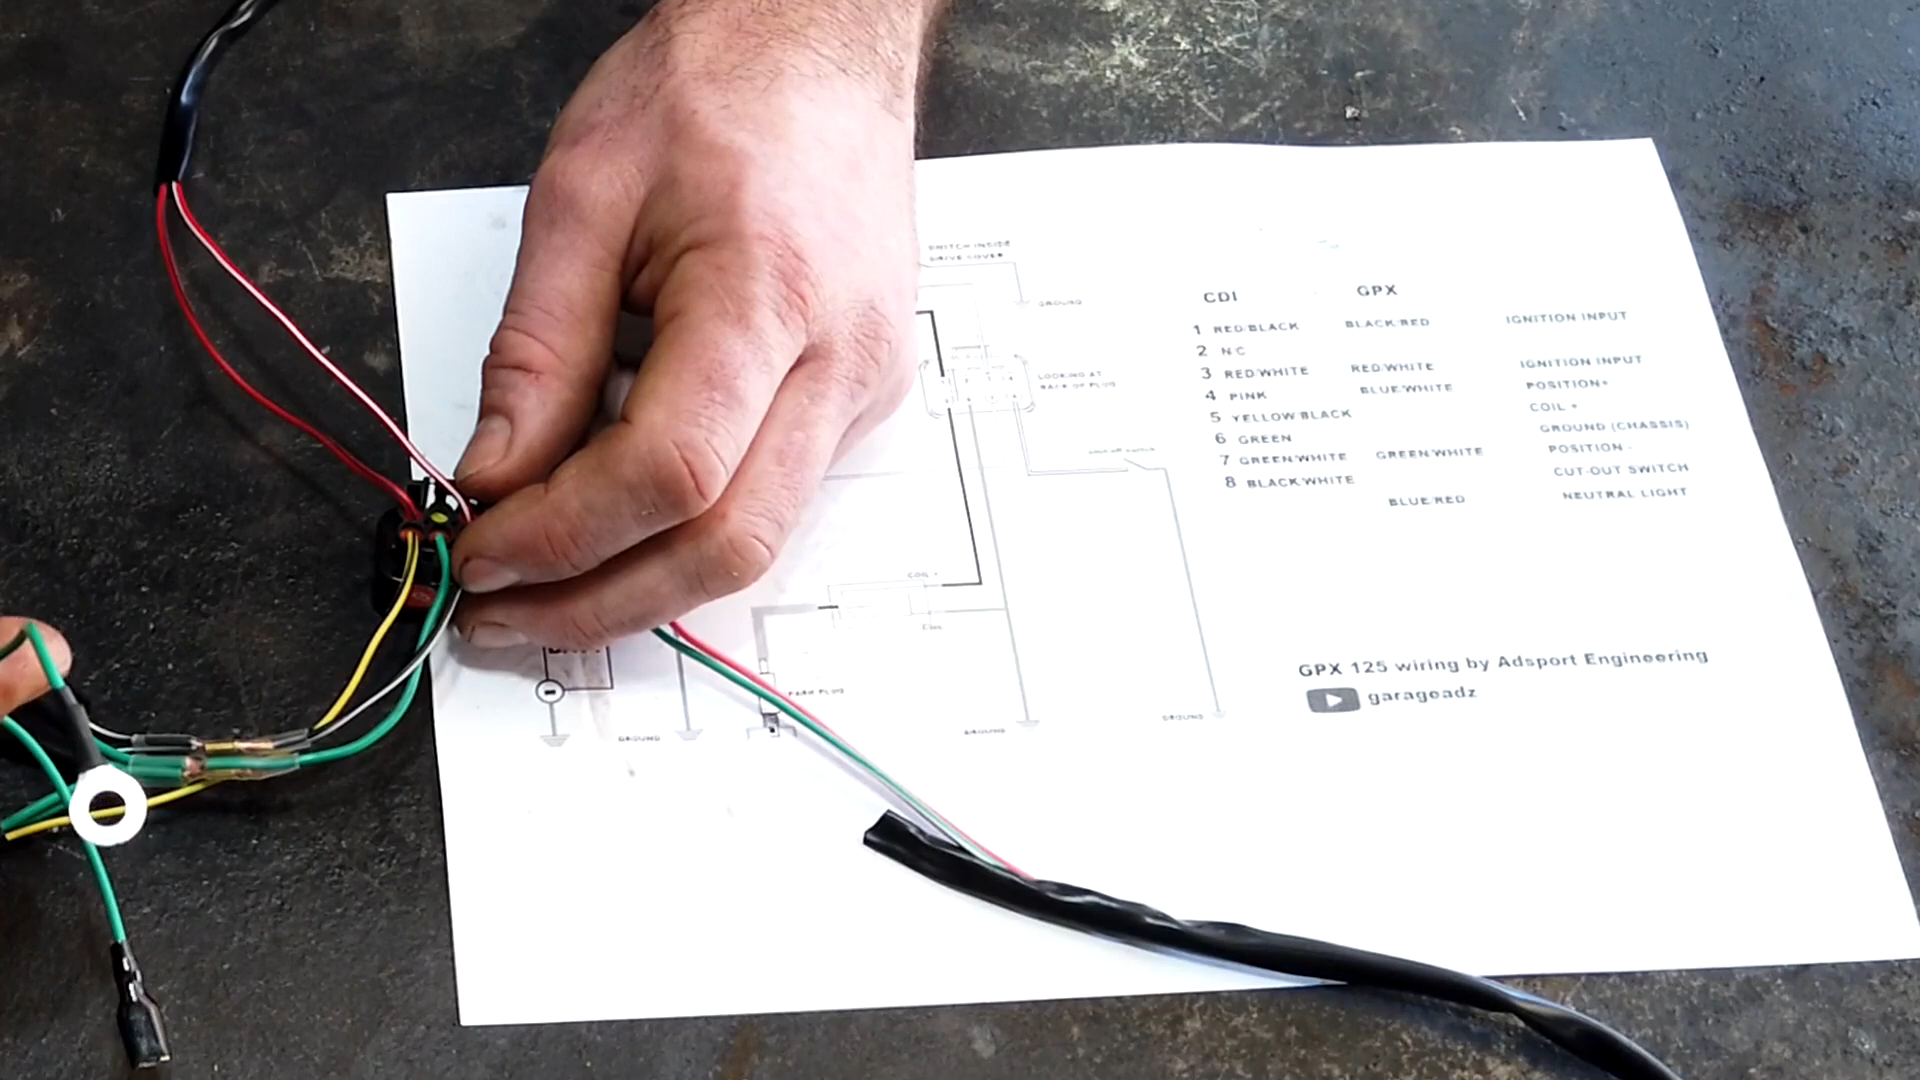 SWITCH INSIDE
DRIVE COVER
GROUND
LOOKING AT
BACK OF PLUG
COIL +
GROUND
GROUND
GROUND
CDI GPX
1 RED/BLACK BLACK/RED IGNITION INPUT
2 N/C
3 RED/WHITE RED/WHITE IGNITION INPUT
4 PINK BLUE/WHITE POSITION+
5 YELLOW/BLACK COIL +
6 GREEN GROUND (CHASSIS)
7 GREEN/WHITE GREEN/WHITE POSITION -
8 BLACK/WHITE CUT-OUT SWITCH
BLUE/RED NEUTRAL LIGHT
GPX 125 wiring by Adsport Engineering
garageadz